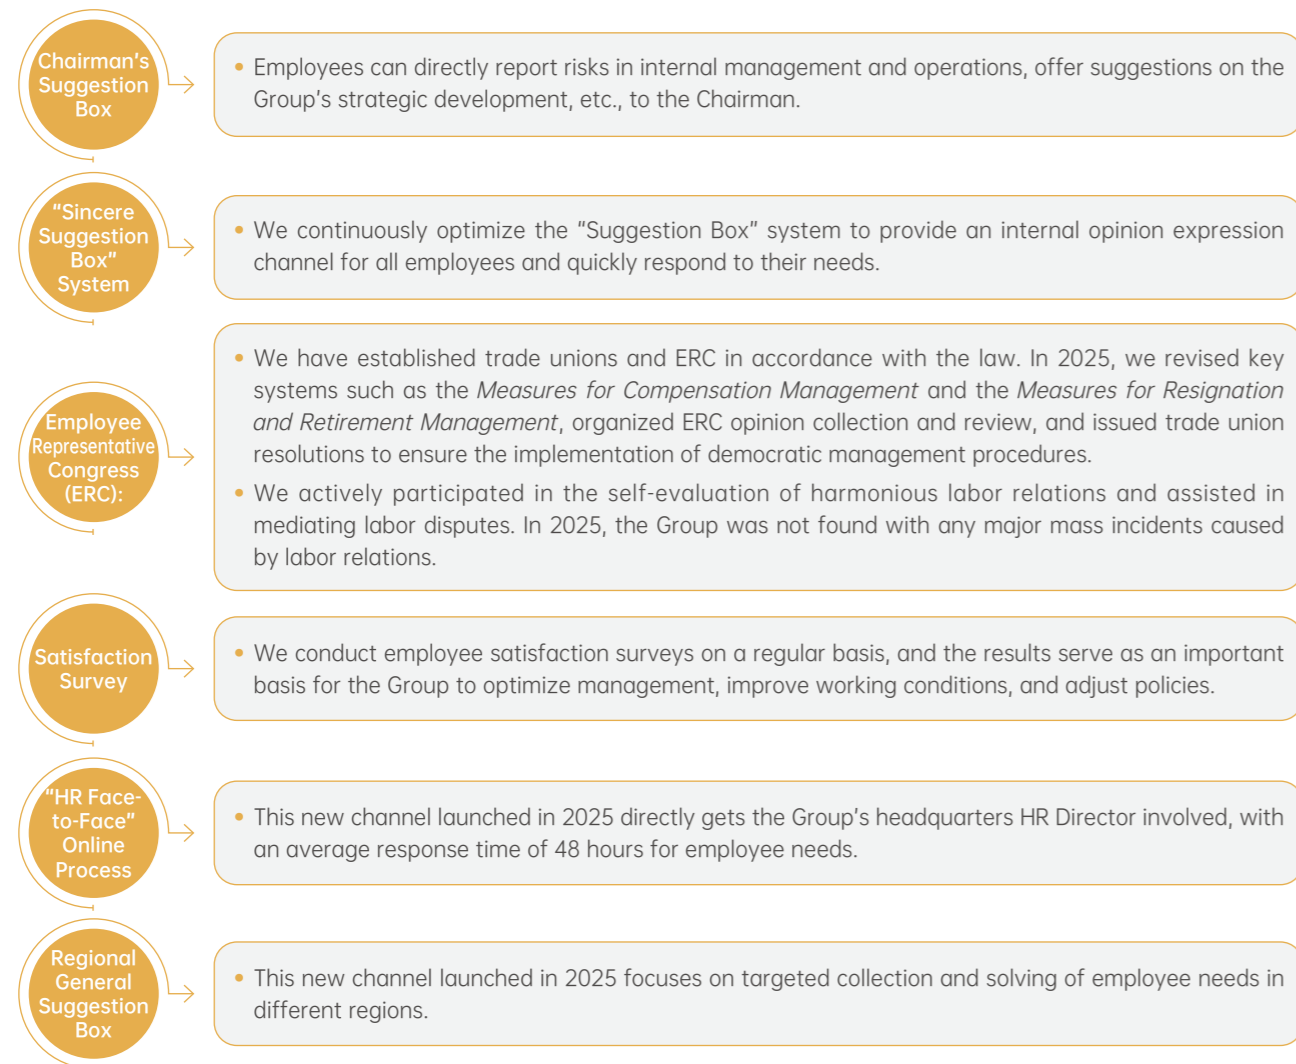 Chairman's
Suggestion
Box
• Employees can directly report risks in internal management and operations, offer suggestions on the
Group's strategic development, etc., to the Chairman.
"Sincere
Suggestion
Box"
System
• We continuously optimize the "Suggestion Box" system to provide an internal opinion expression
channel for all employees and quickly respond to their needs.
Employee
Representative
Congress
(ERC):
• We have established trade unions and ERC in accordance with the law. In 2025, we revised key
systems such as the Measures for Compensation Management and the Measures for Resignation
and Retirement Management, organized ERC opinion collection and review, and issued trade union
resolutions to ensure the implementation of democratic management procedures.
• We actively participated in the self-evaluation of harmonious labor relations and assisted in
mediating labor disputes. In 2025, the Group was not found with any major mass incidents caused
by labor relations.
Satisfaction
Survey
• We conduct employee satisfaction surveys on a regular basis, and the results serve as an important
basis for the Group to optimize management, improve working conditions, and adjust policies.
"HR Face-
to-Face"
Online
Process
• This new channel launched in 2025 directly gets the Group's headquarters HR Director involved, with
an average response time of 48 hours for employee needs.
Regional
General
Suggestion
Box
• This new channel launched in 2025 focuses on targeted collection and solving of employee needs in
different regions.